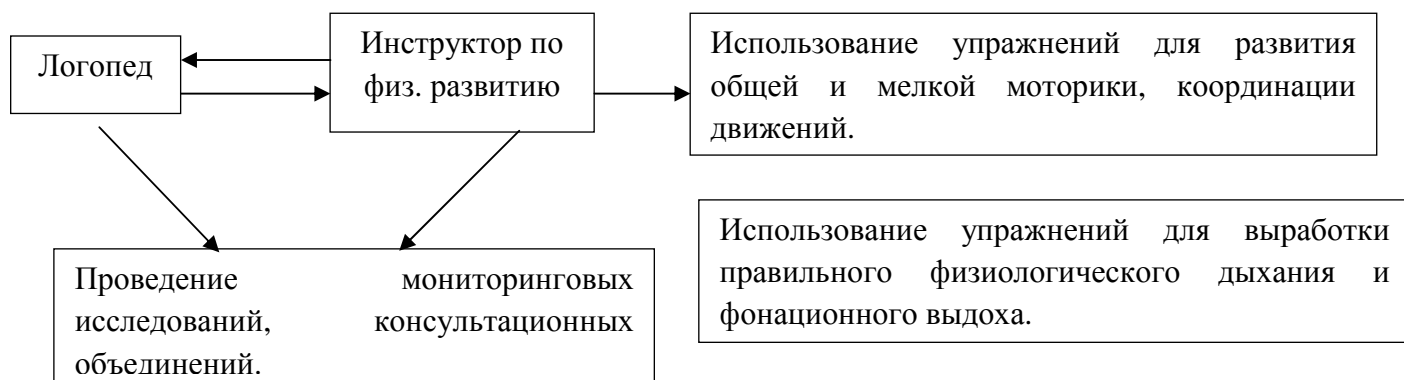 Логопед
Инструктор по
физ. развитию
Использование упражнений для развития
общей и мелкой моторики, координации
движений.
Проведение мониторинговых
исследований, консультационных
объединений.
Использование упражнений для выработки
правильного физиологического дыхания и
фонационного выдоха.